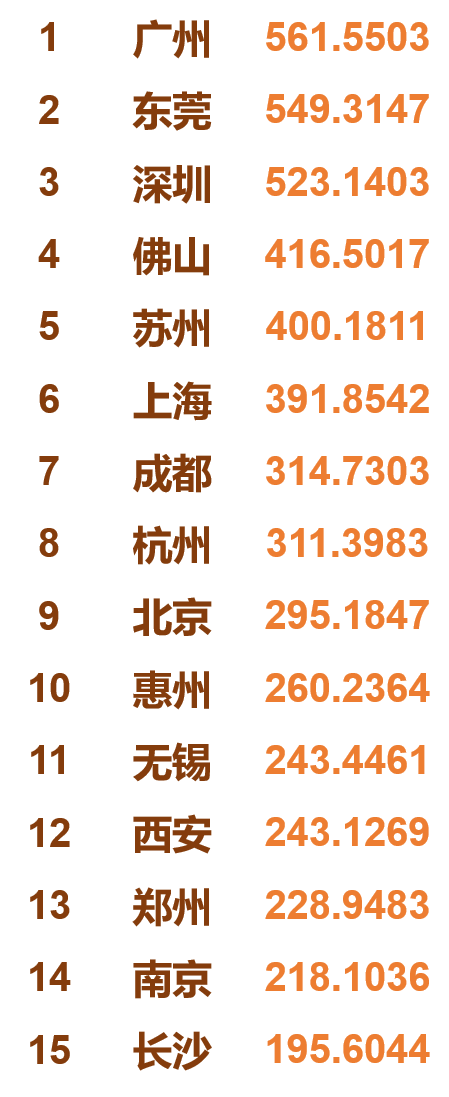 1 广州 561.5503
2 东莞 549.3147
3 深圳 523.1403
4 佛山 416.5017
5 苏州 400.1811
6 上海 391.8542
7 成都 314.7303
8 杭州 311.3983
9 北京 295.1847
10 惠州 260.2364
11 无锡 243.4461
12 西安 243.1269
13 郑州 228.9483
14 南京 218.1036
15 长沙 195.6044